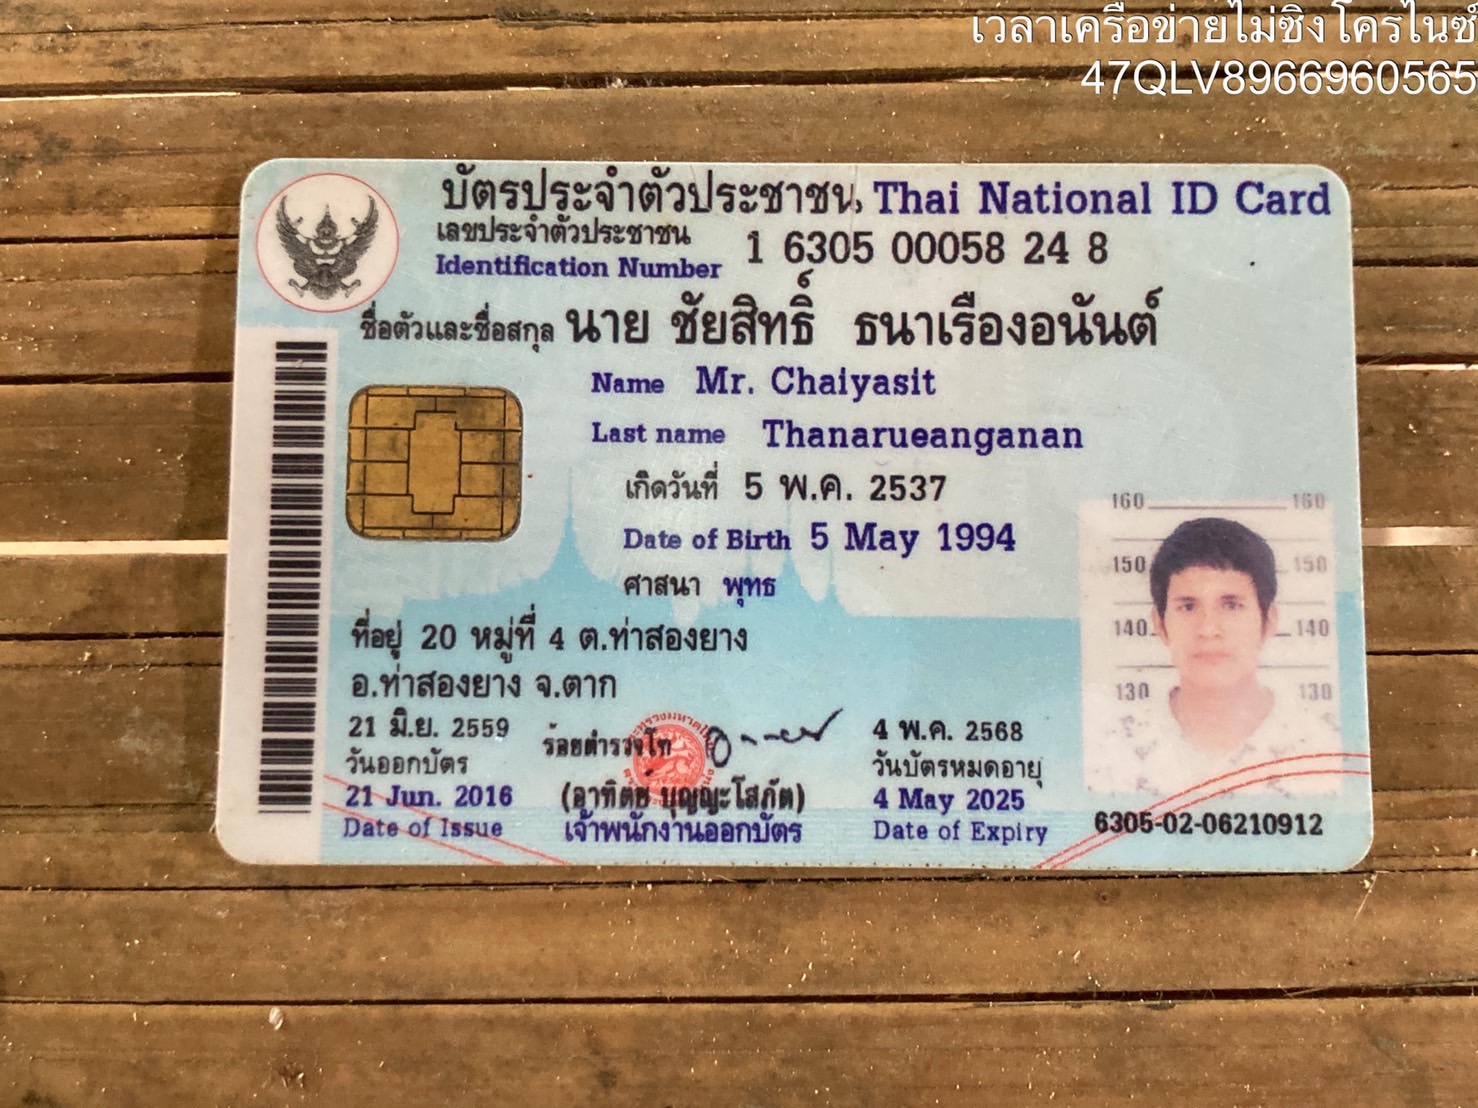 เวลาเครือข่ายไม่ซิงโครไนซ์
47QLV8966960565
บัตรประจำตัวประชาชน Thai National ID Card
เลขประจำตัวประชาชน
Identification Number
1 6305 00058 24 8
ชื่อตัวและชื่อสกุล นาย ชัยสิทธิ์ ธนาเรืองอนันต์
Name Mr. Chaiyasit
Last name Thanarueanganan
เกิดวันที่ 5 พ.ค. 2537
Date of Birth 5 May 1994
ศาสนา พุทธ
ที่อยู่ 20 หมู่ที่ 4 ต.ท่าสองยาง
อ.ท่าสองยาง จ.ตาก
21 มิ.ย. 2559
วันออกบัตร
21 Jun. 2016
Date of Issue
ร้อยตำรวจโท
(อาทิตย์ บุญญะโสภัต)
เจ้าพนักงานออกบัตร
4 พ.ค. 2568
วันบัตรหมดอายุ
4 May 2025
Date of Expiry
160 160
150 150
140 140
130 130
6305-02-06210912